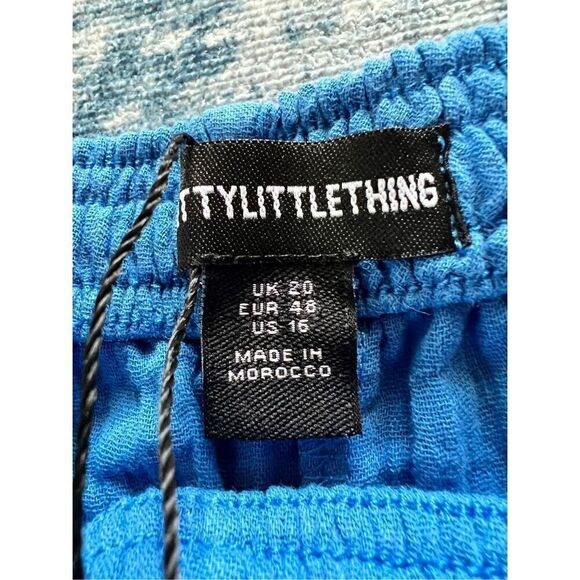 TTYLITTLETHING
UK 20
EUR 48
US 16
MADE IN
MOROCCO